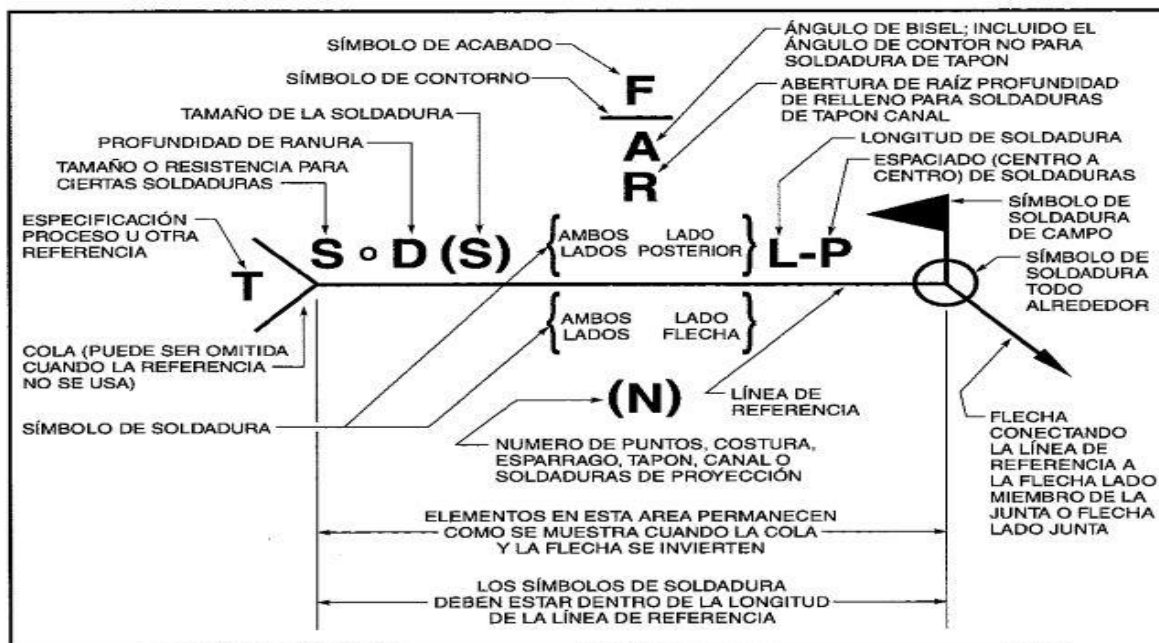 SÍMBOLO DE ACABADO
SÍMBOLO DE CONTORNO
TAMAÑO DE LA SOLDADURA
PROFUNDIDAD DE RANURA
TAMAÑO O RESISTENCIA PARA
CIERTAS SOLDADURAS
ESPECIFICACIÓN
PROCESO U OTRA
REFERENCIA
F
A
R
ÁNGULO DE BISEL; INCLUIDO EL
ÁNGULO DE CONTOR NO PARA
SOLDADURA DE TAPON
ABERTURA DE RAÍZ PROFUNDIDAD
DE RELLENO PARA SOLDADURAS
DE TAPON CANAL
LONGITUD DE SOLDADURA
ESPACIADO (CENTRO A
CENTRO) DE SOLDADURAS
SÍMBOLO DE
SOLDADURA
DE CAMPO
SÍMBOLO DE
SOLDADURA
TODO
ALREDEDOR
T
S o D (S)
{AMBOS LADO
LADOS POSTERIOR}
L-P
{AMBOS LADO
LADOS FLECHA}
(N)
COLA (PUEDE SER OMITIDA
CUANDO LA REFERENCIA
NO SE USA)
SÍMBOLO DE SOLDADURA
LÍNEA DE
REFERENCIA
NUMERO DE PUNTOS, COSTURA,
ESPARRAGO, TAPON, CANAL O
SOLDADURAS DE PROYECCIÓN
FLECHA
CONECTANDO
LA LÍNEA DE
REFERENCIA A
LA FLECHA LADO
MIEMBRO DE LA
JUNTA O FLECHA
LADO JUNTA
ELEMENTOS EN ESTA AREA PERMANECEN
COMO SE MUESTRA CUANDO LA COLA
Y LA FLECHA SE INVIERTEN
LOS SÍMBOLOS DE SOLDADURA
DEBEN ESTAR DENTRO DE LA LONGITUD
DE LA LÍNEA DE REFERENCIA